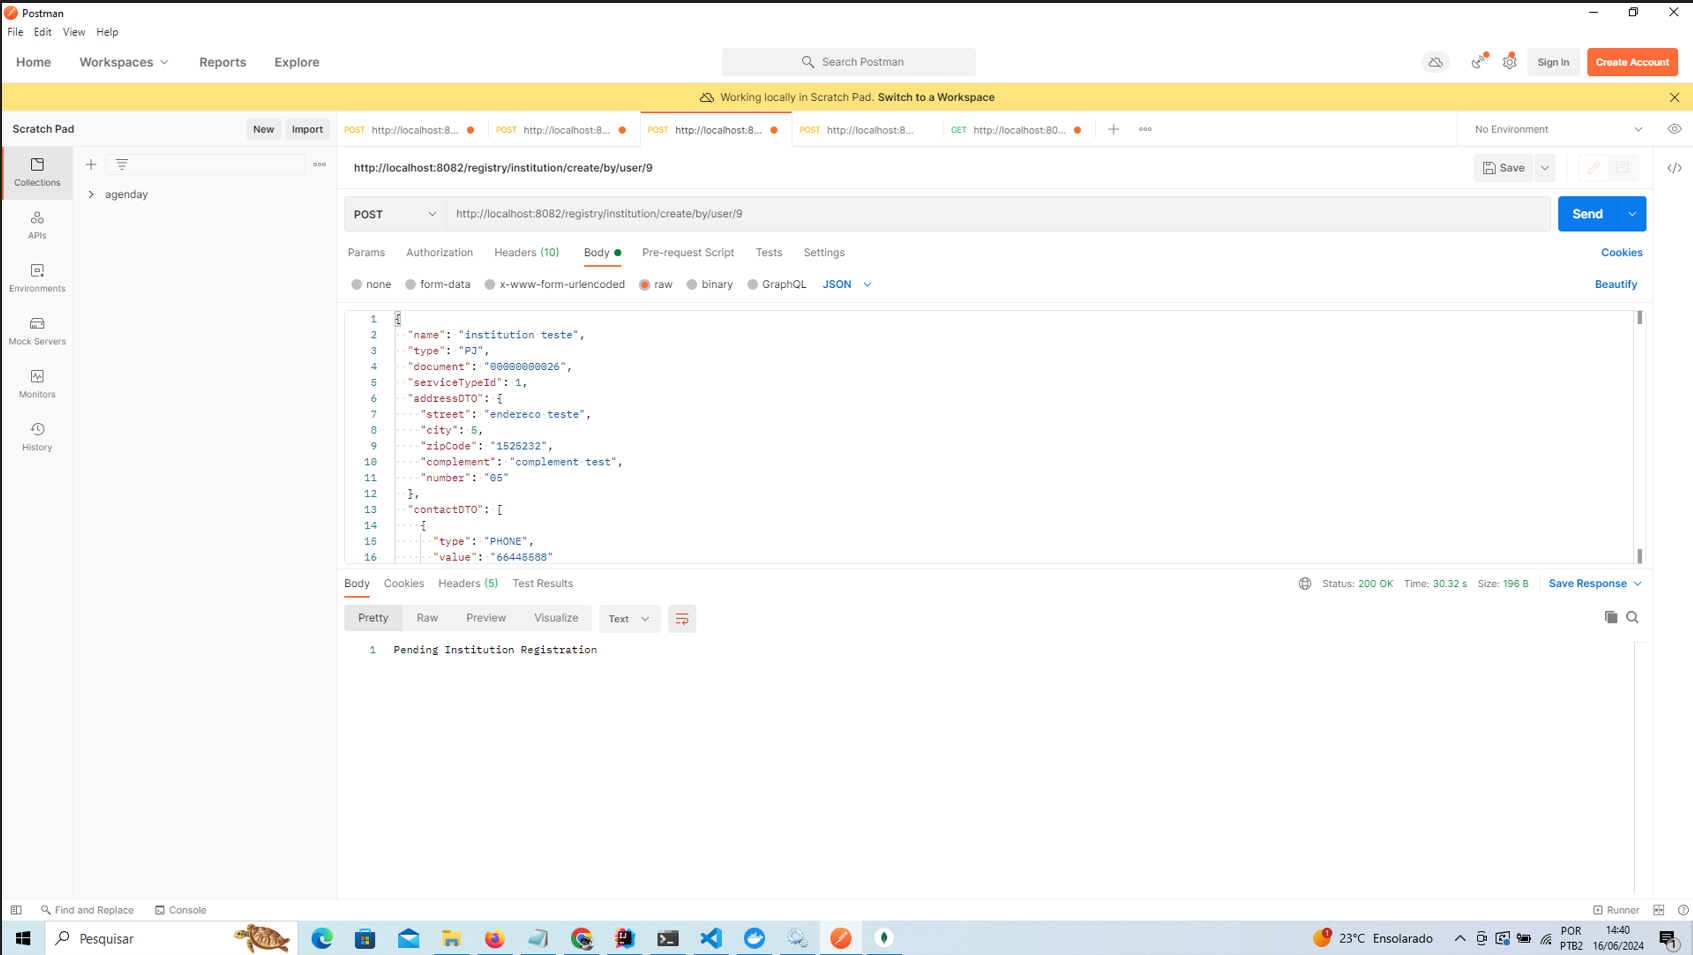 Postman
File Edit View Help
Home Workspaces Reports Explore
Search Postman
Sign In Create Account
Working locally in Scratch Pad. Switch to a Workspace
Scratch Pad New Import
POST http://localhost:8... POST http://localhost:8... POST http://localhost:8... POST http://localhost:8... GET http://localhost:80... + ooo
No Environment
Collections
agenday
APIs
Environments
Mock Servers
Monitors
History
http://localhost:8082/registry/institution/create/by/user/9
Save
</>
POST http://localhost:8082/registry/institution/create/by/user/9 Send
Params Authorization Headers (10) Body Pre-request Script Tests Settings Cookies
none form-data x-www-form-urlencoded raw binary GraphQL JSON Beautify
1 {
2 "name": "institution teste",
3 "type": "PJ",
4 "document": "00000000026",
5 "serviceTypeId": 1,
6 "addressDTO": {
7 "street": "endereco teste",
8 "city": 5,
9 "zipCode": "1525232",
10 "complement": "complement test",
11 "number": "05"
12 },
13 "contactDTO": [
14 {
15 "type": "PHONE",
16 "value": "66445588"
Body Cookies Headers (5) Test Results Status: 200 OK Time: 30.32 s Size: 196 B Save Response
Pretty Raw Preview Visualize Text
1 Pending Institution Registration
Find and Replace Console Runner
Pesquisar
1 23°C Ensolarado
POR
PTB2
14:40
16/06/2024
1